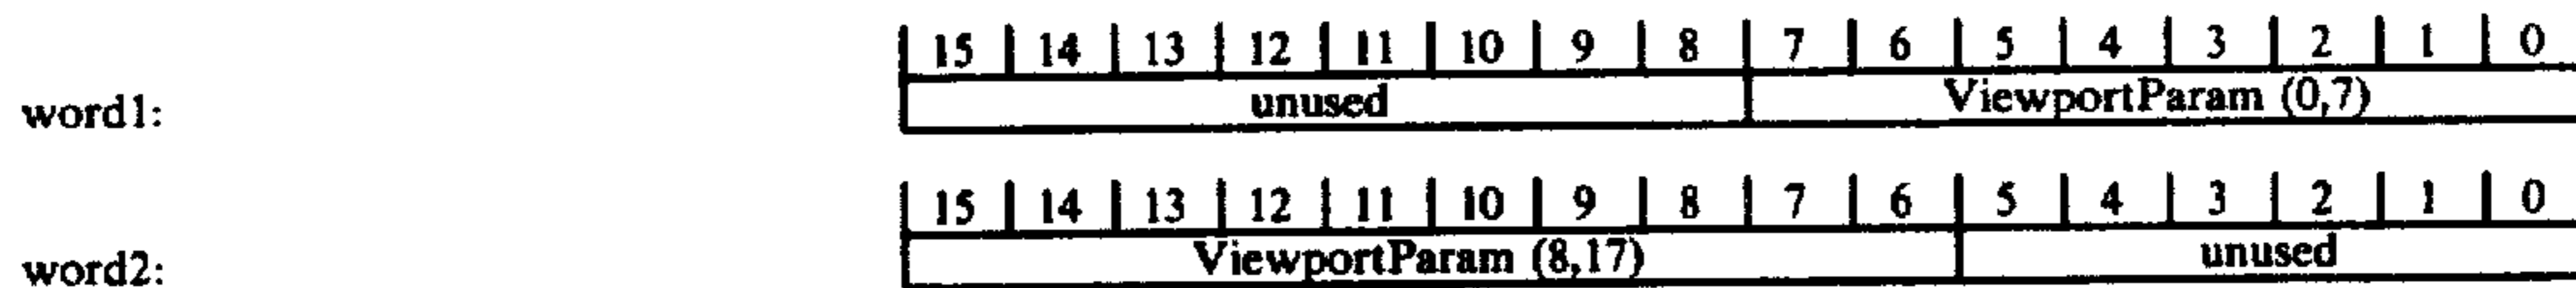 15 14 13 12 11 10 9 8 7 6 5 4 3 2 1 0
word1: unused ViewportParam (0,7)
15 14 13 12 11 10 9 8 7 6 5 4 3 2 1 0
word2: ViewportParam (8,17) unused